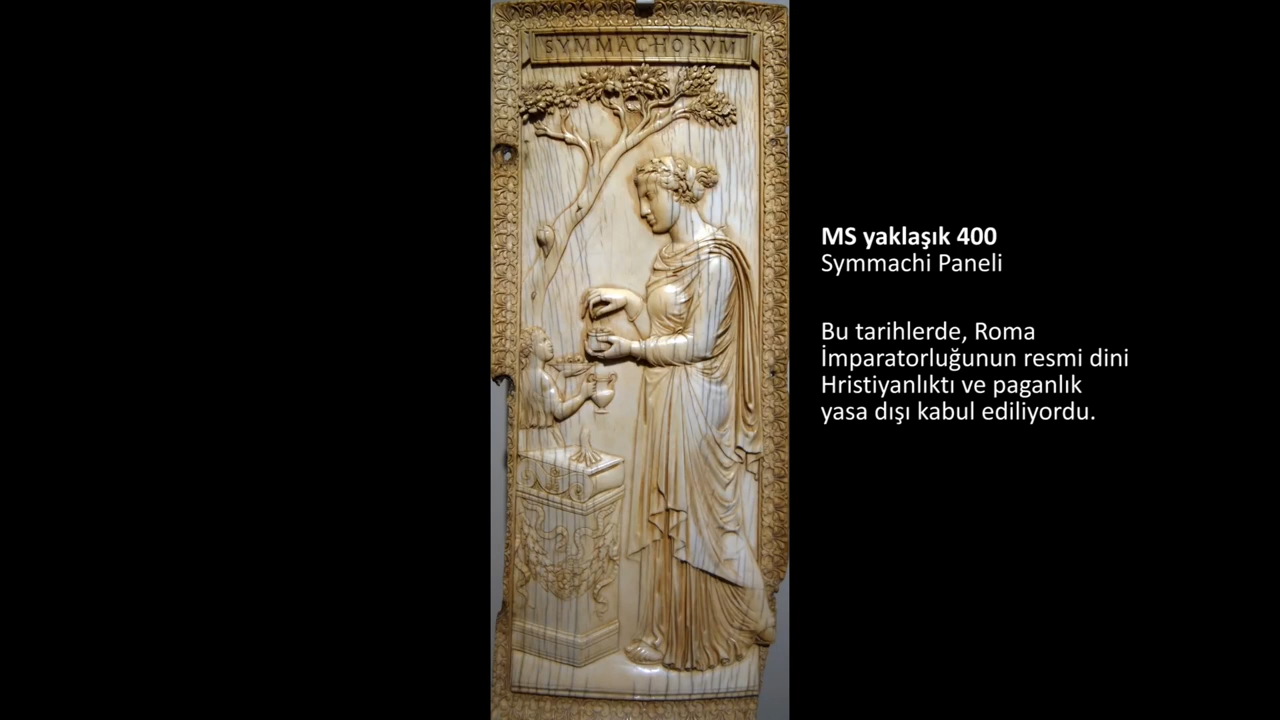 SYMMACHORVM
MS yaklaşık 400
Symmachi Paneli
Bu tarihlerde, Roma
İmparatorluğunun resmi dini
Hristiyanlıktı ve paganlık
yasa dışı kabul ediliyordu.